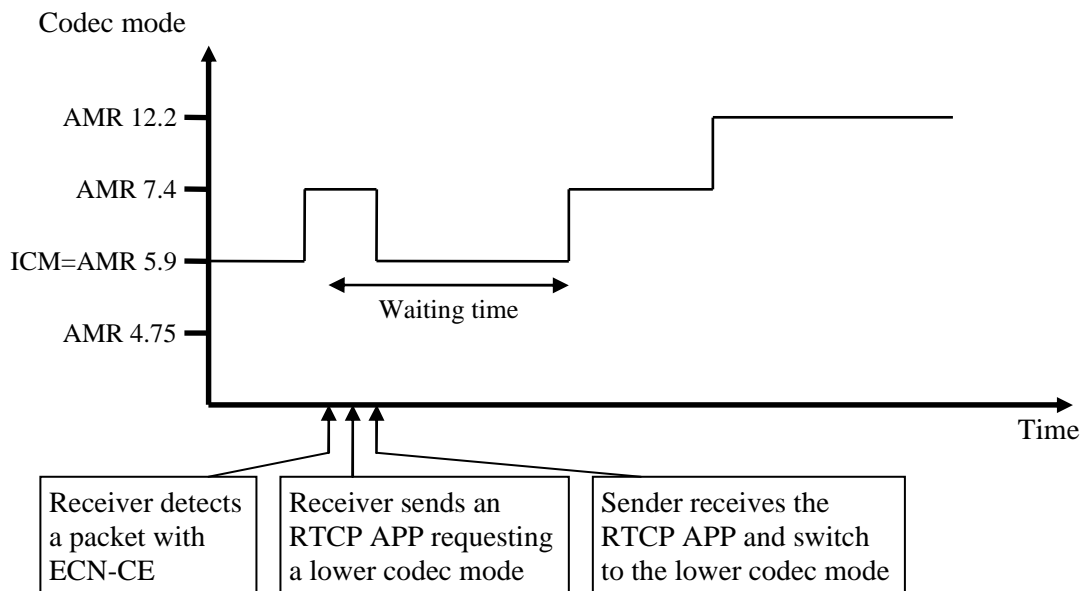 Codec mode
AMR 12.2
AMR 7.4
ICM=AMR 5.9
Waiting time
AMR 4.75
Time
Receiver detects
a packet with
ECN-CE
Receiver sends an
RTCP APP requesting
a lower codec mode
Sender receives the
RTCP APP and switch
to the lower codec mode